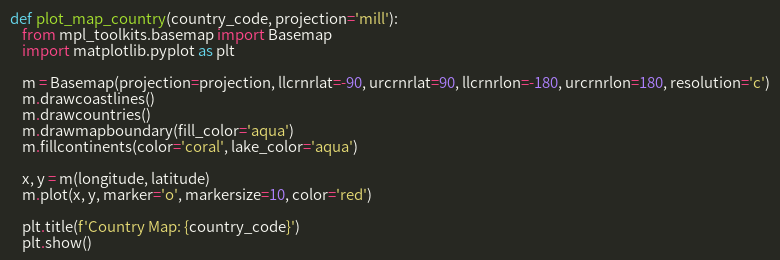 def plot_map_country(country_code, projection='mill'):
    from mpl_toolkits.basemap import Basemap
    import matplotlib.pyplot as plt

    m = Basemap(projection=projection, llcrnrlat=-90, urcrnrlat=90, llcrnrlon=-180, urcrnrlon=180, resolution='c')
    m.drawcoastlines()
    m.drawcountries()
    m.drawmapboundary(fill_color='aqua')
    m.fillcontinents(color='coral', lake_color='aqua')

    x, y = m(longitude, latitude)
    m.plot(x, y, marker='o', markersize=10, color='red')

    plt.title(f'Country Map: {country_code}')
    plt.show()